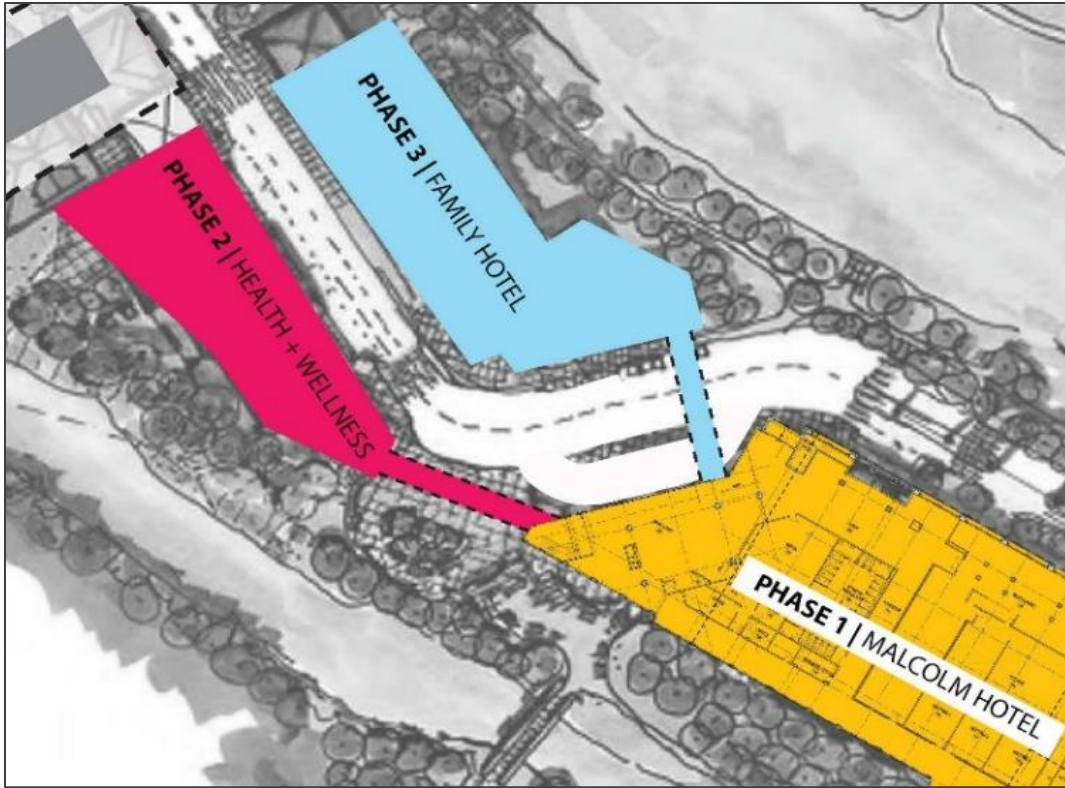 PHASE 3 | FAMILY HOTEL
PHASE 2 | HEALTH + WELLNESS
PHASE 1 | MALCOLM HOTEL